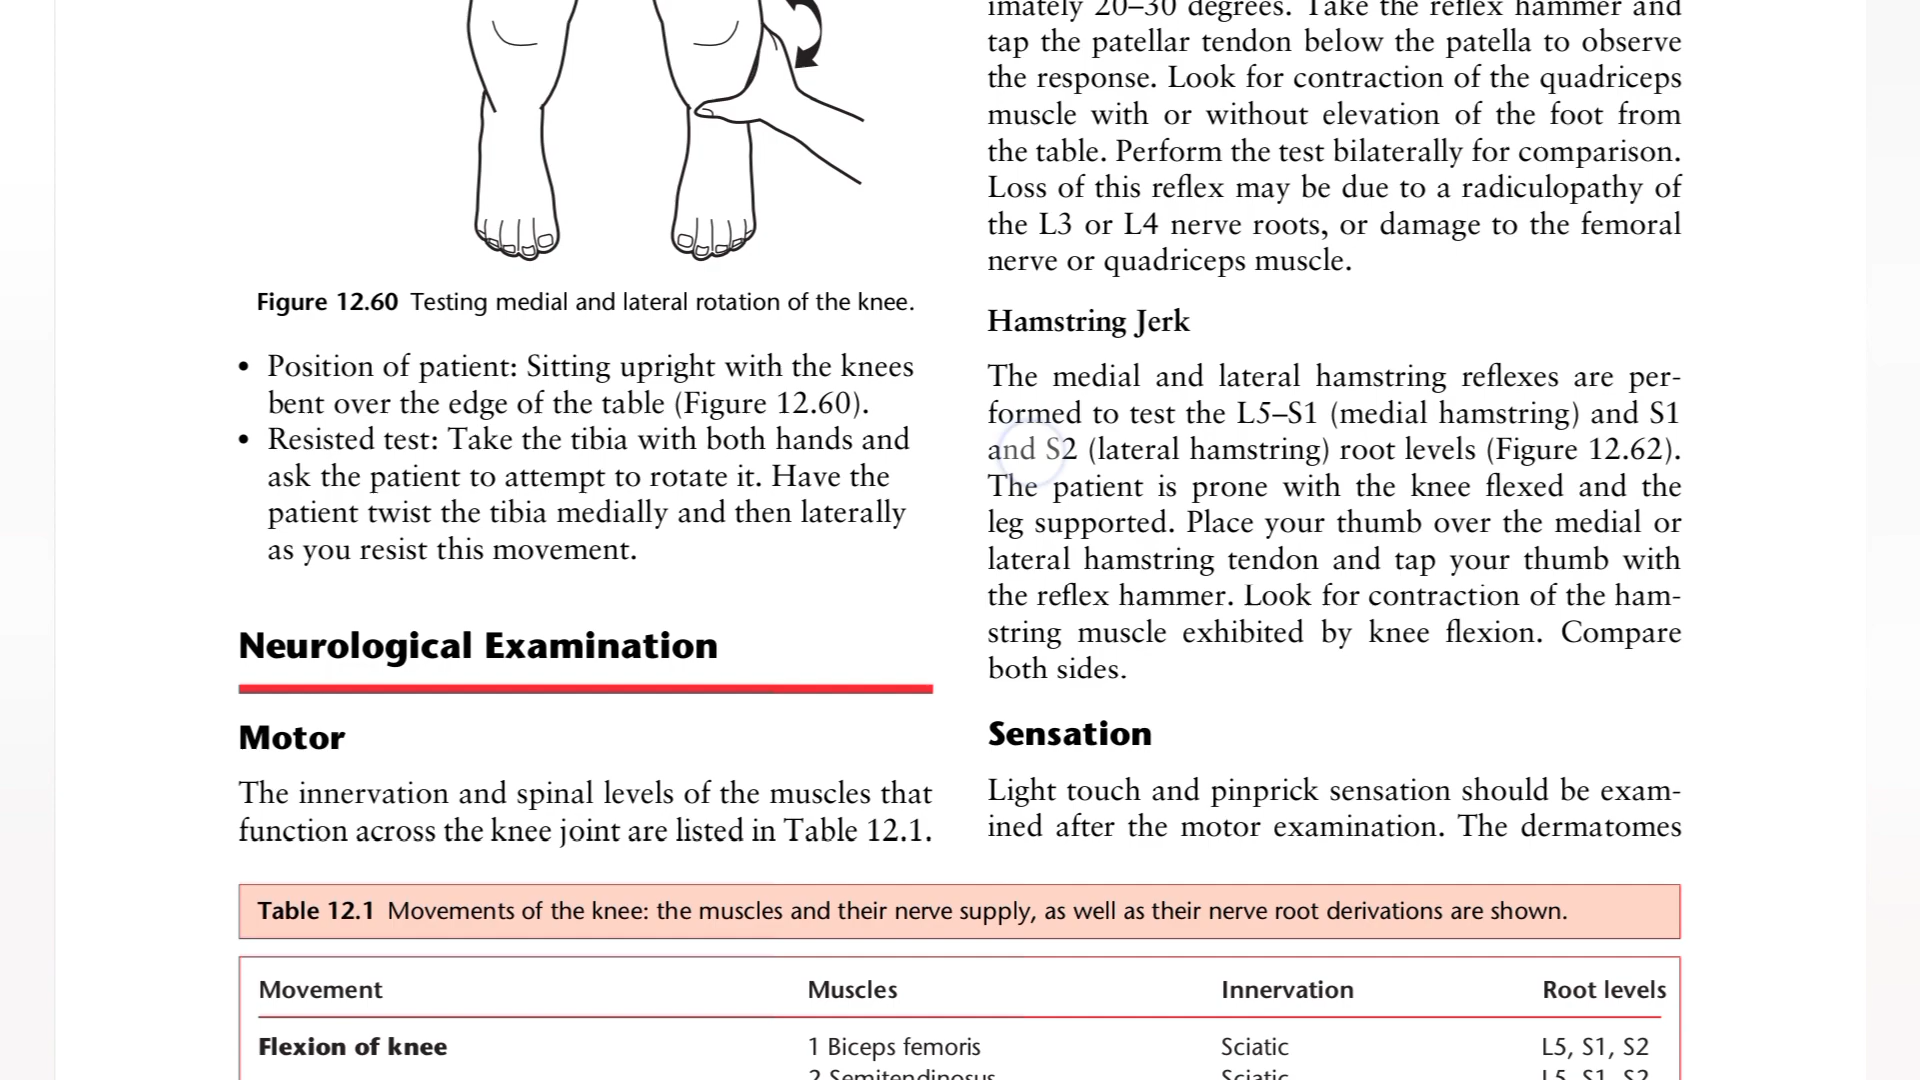 Figure 12.60 Testing medial and lateral rotation of the knee.
• Position of patient: Sitting upright with the knees
bent over the edge of the table (Figure 12.60).
• Resisted test: Take the tibia with both hands and
ask the patient to attempt to rotate it. Have the
patient twist the tibia medially and then laterally
as you resist this movement.
Neurological Examination
Motor
The innervation and spinal levels of the muscles that
function across the knee joint are listed in Table 12.1.
imately 20–30 degrees. Take the reflex hammer and
tap the patellar tendon below the patella to observe
the response. Look for contraction of the quadriceps
muscle with or without elevation of the foot from
the table. Perform the test bilaterally for comparison.
Loss of this reflex may be due to a radiculopathy of
the L3 or L4 nerve roots, or damage to the femoral
nerve or quadriceps muscle.
Hamstring Jerk
The medial and lateral hamstring reflexes are per-
formed to test the L5–S1 (medial hamstring) and S1
and S2 (lateral hamstring) root levels (Figure 12.62).
The patient is prone with the knee flexed and the
leg supported. Place your thumb over the medial or
lateral hamstring tendon and tap your thumb with
the reflex hammer. Look for contraction of the ham-
string muscle exhibited by knee flexion. Compare
both sides.
Sensation
Light touch and pinprick sensation should be exam-
ined after the motor examination. The dermatomes
Table 12.1 Movements of the knee: the muscles and their nerve supply, as well as their nerve root derivations are shown.
Movement Muscles Innervation Root levels
Flexion of knee 1 Biceps femoris Sciatic L5, S1, S2
2 Semitendinosus Sciatic L5, S1, S2